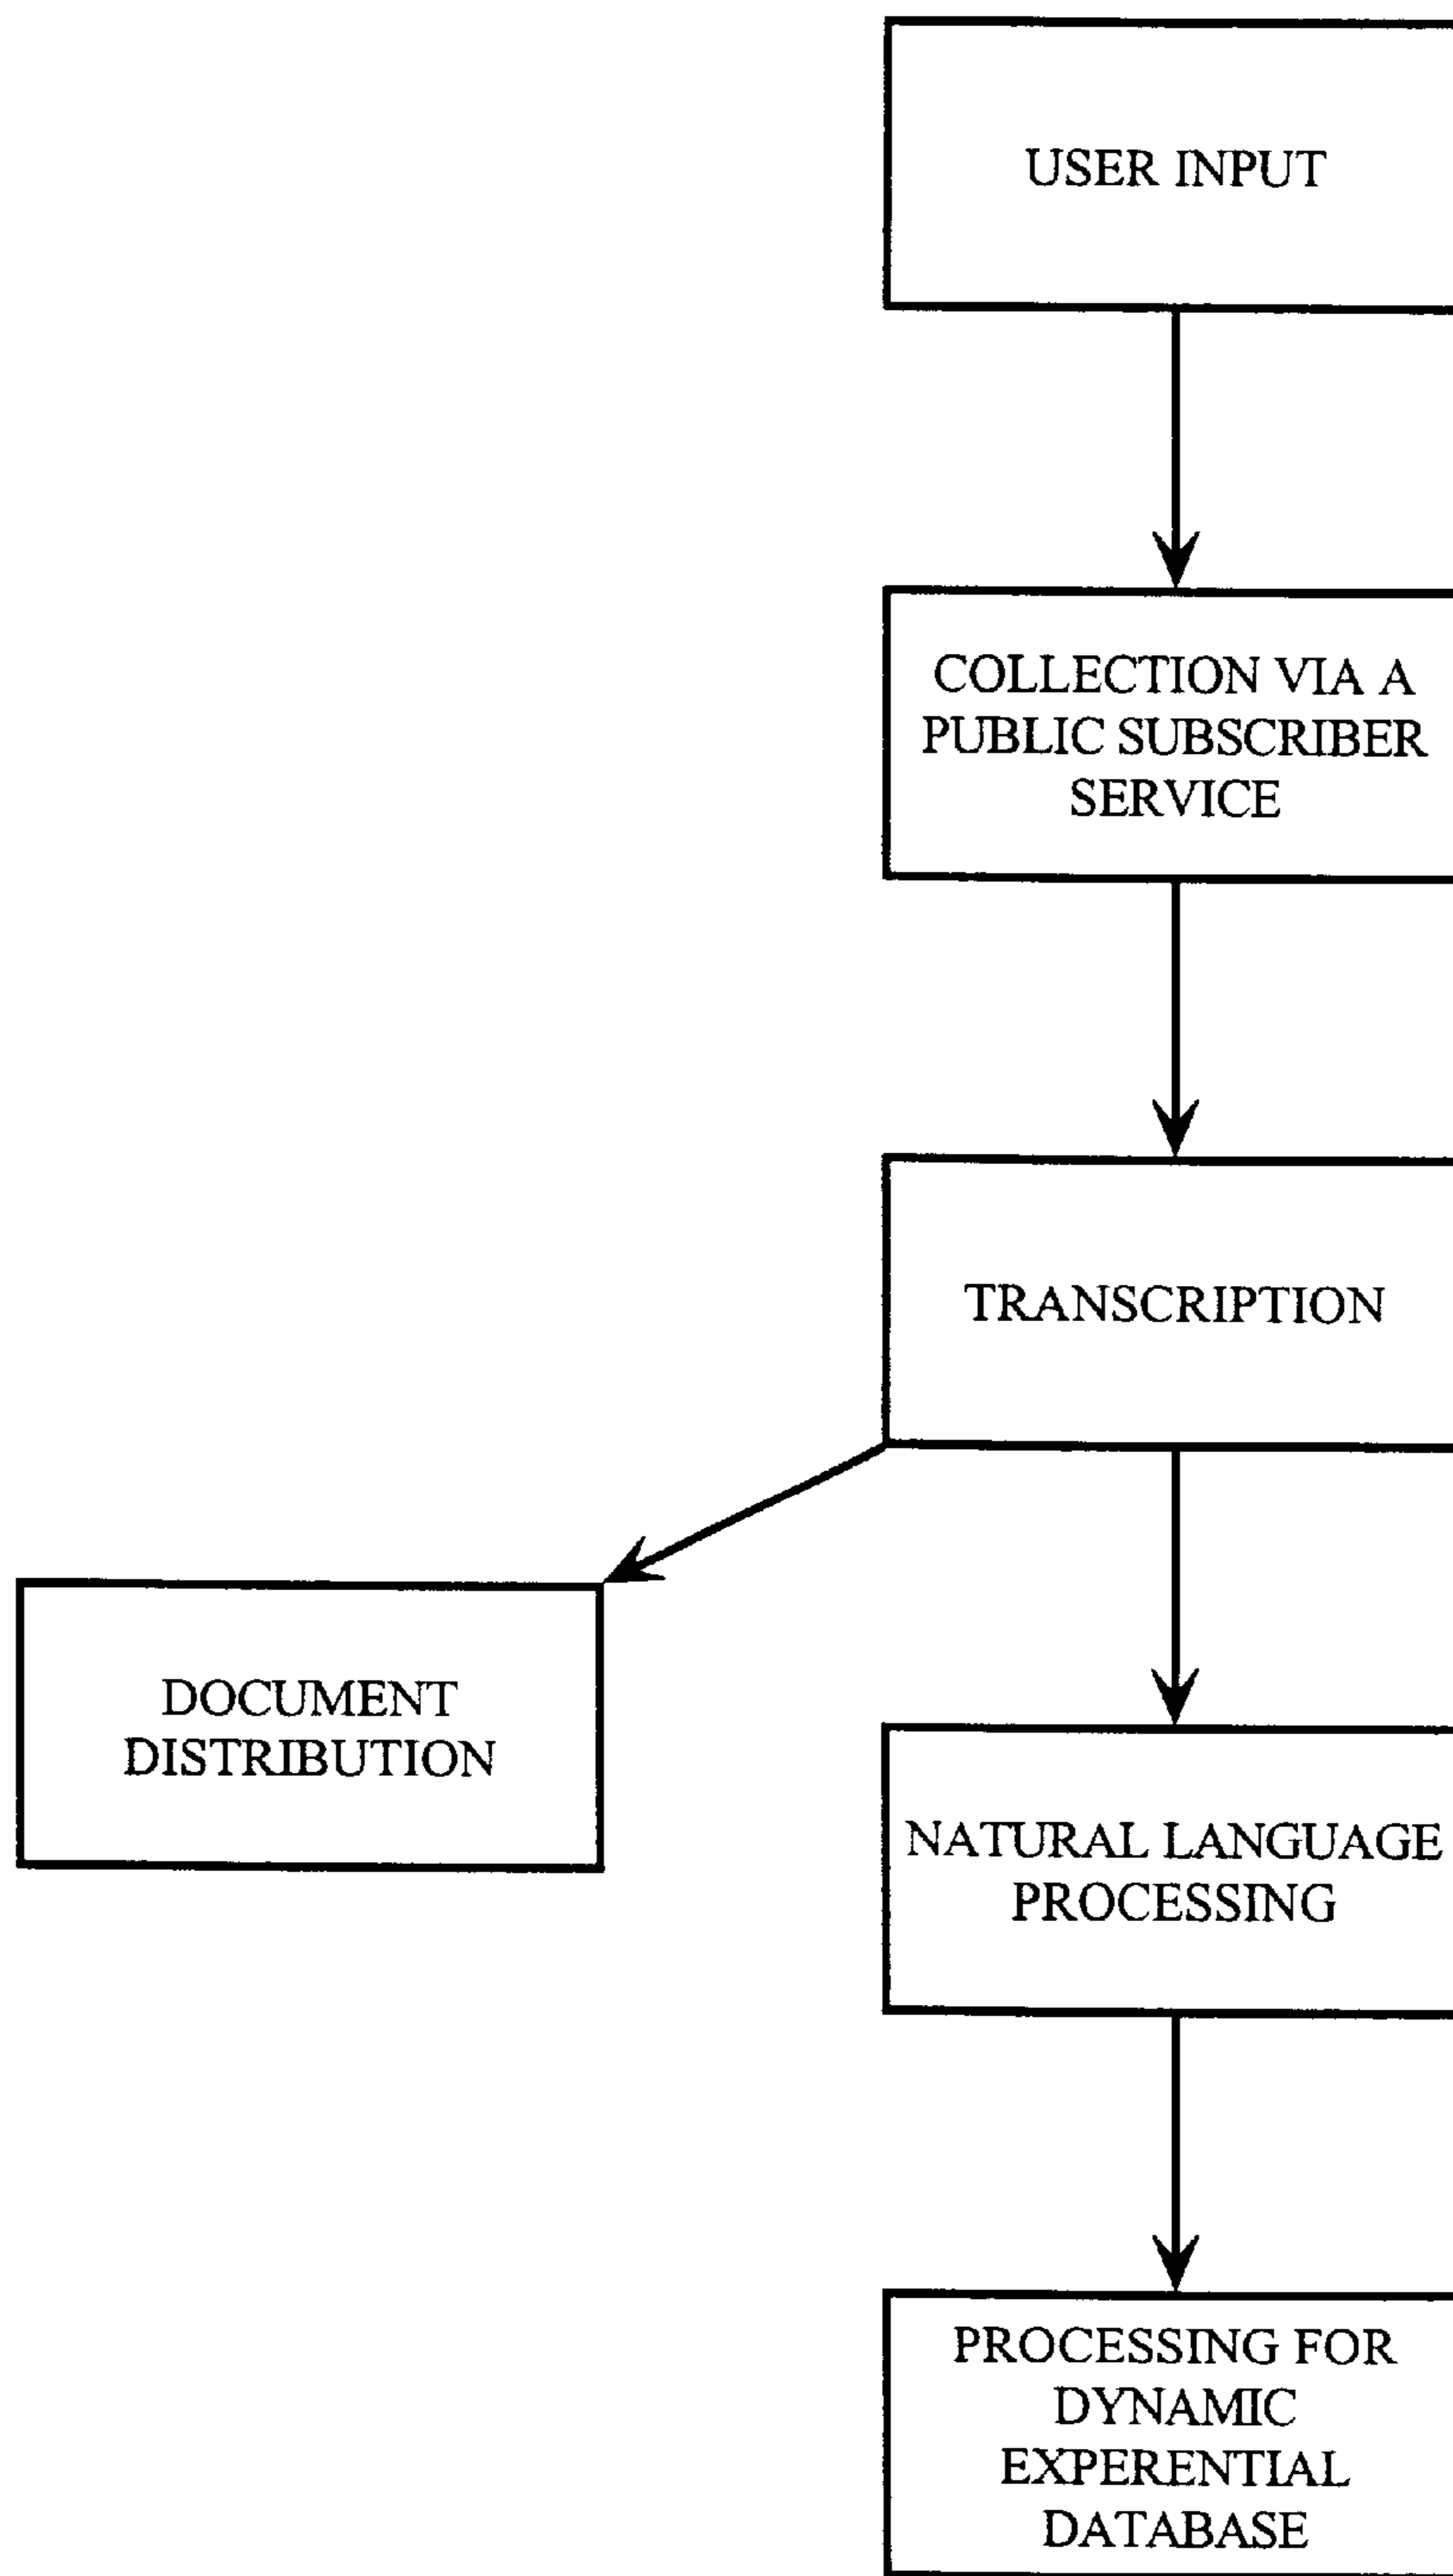 USER INPUT
COLLECTION VIA A
PUBLIC SUBSCRIBER
SERVICE
TRANSCRIPTION
DOCUMENT
DISTRIBUTION
NATURAL LANGUAGE
PROCESSING
PROCESSING FOR
DYNAMIC
EXPERENTIAL
DATABASE